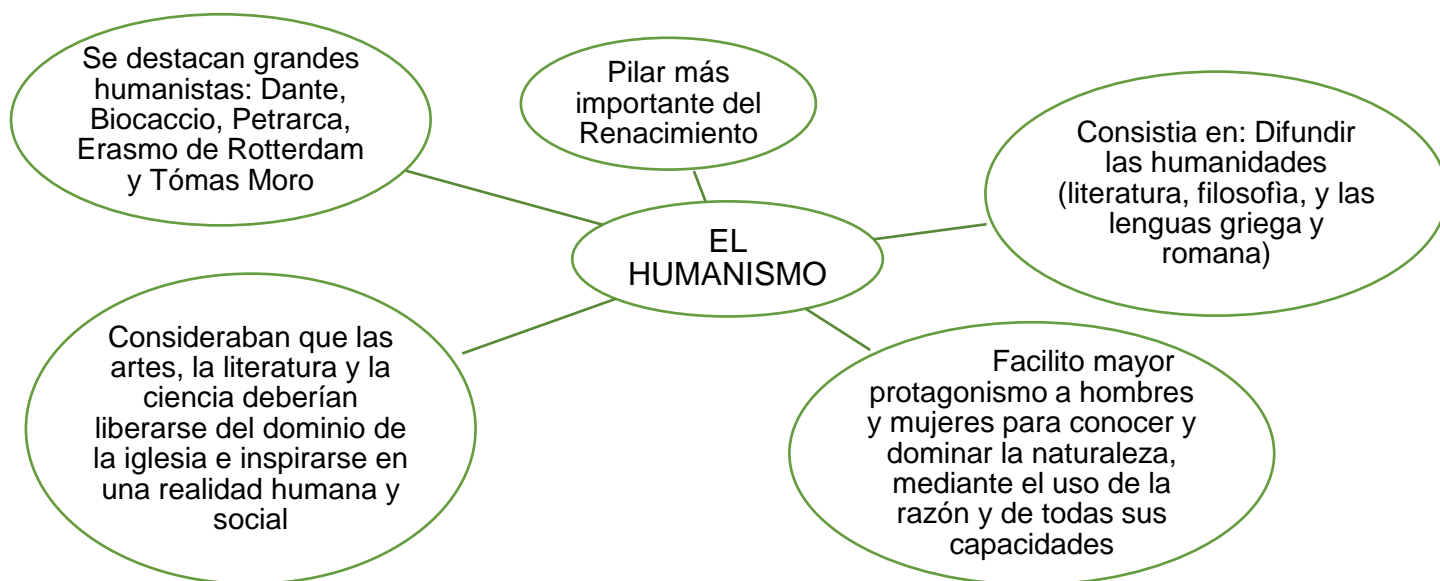 Se destacan grandes
humanistas: Dante,
Biocaccio, Petrarca,
Erasmo de Rotterdam
y Tómas Moro
Pilar más
importante del
Renacimiento
Consistia en: Difundir
las humanidades
(literatura, filosofìa, y las
lenguas griega y
romana)
EL
HUMANISMO
Consideraban que las
artes, la literatura y la
ciencia deberían
liberarse del dominio de
la iglesia e inspirarse en
una realidad humana y
social
Facilito mayor
protagonismo a hombres
y mujeres para conocer y
dominar la naturaleza,
mediante el uso de la
razón y de todas sus
capacidades